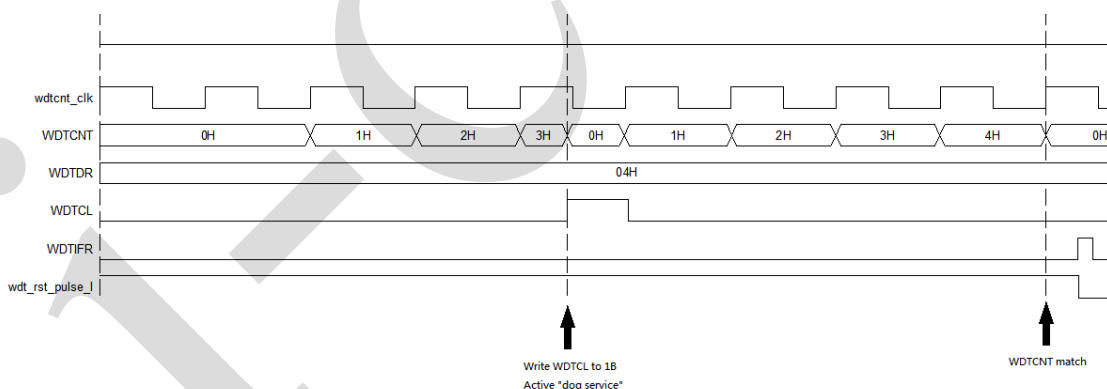 wdtcnt_clk
WDTCNT 0H 1H 2H 3H 0H 1H 2H 3H 4H 0H
WDTDR 04H
WDTCL
WDTIFR
wdt_rst_pulse_l
Write WDTCL to 1B
Active "dog service"
WDTCNT match